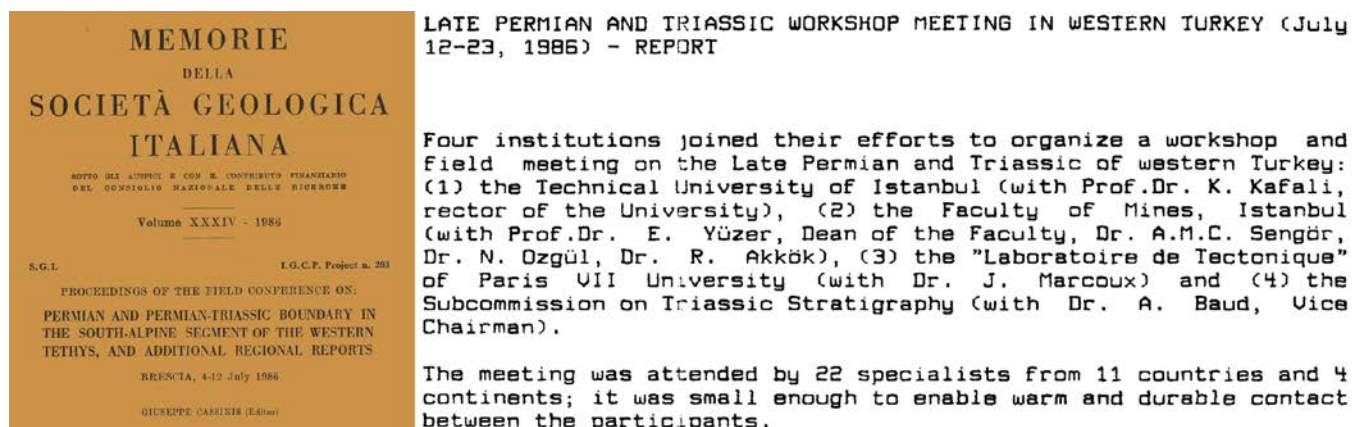 MEMORIE
DELLA
SOCIETÀ GEOLOGICA
ITALIANA
SOTTO GLI AUSPICI E CON IL CONTRIBUTO FINANZIARIO
DEL CONSIGLIO NAZIONALE DELLE RICERCHE
Volume XXXIV - 1986
S.G.I.
I.G.C.P. Project n. 203
PROCEEDINGS OF THE FIELD CONFERENCE ON:
PERMIAN AND PERMIAN-TRIASSIC BOUNDARY IN
THE SOUTH-ALPINE SEGMENT OF THE WESTERN
TETHYS, AND ADDITIONAL REGIONAL REPORTS
BRESCIA, 4-12 July 1986
GIUSEPPE CASSINIS (Editor)
LATE PERMIAN AND TRIASSIC WORKSHOP MEETING IN WESTERN TURKEY (July
12-23, 1986) - REPORT
Four institutions joined their efforts to organize a workshop and
field meeting on the Late Permian and Triassic of western Turkey:
(1) the Technical University of Istanbul (with Prof.Dr. K. Kafali,
rector of the University), (2) the Faculty of Mines, Istanbul
(with Prof.Dr. E. Yüzer, Dean of the Faculty, Dr. A.M.C. Sengör,
Dr. N. Ozgül, Dr. R. Akkök), (3) the "Laboratoire de Tectonique"
of Paris VII University (with Dr. J. Marcoux) and (4) the
Subcommission on Triassic Stratigraphy (with Dr. A. Baud, Vice
Chairman).
The meeting was attended by 22 specialists from 11 countries and 4
continents; it was small enough to enable warm and durable contact
between the participants.